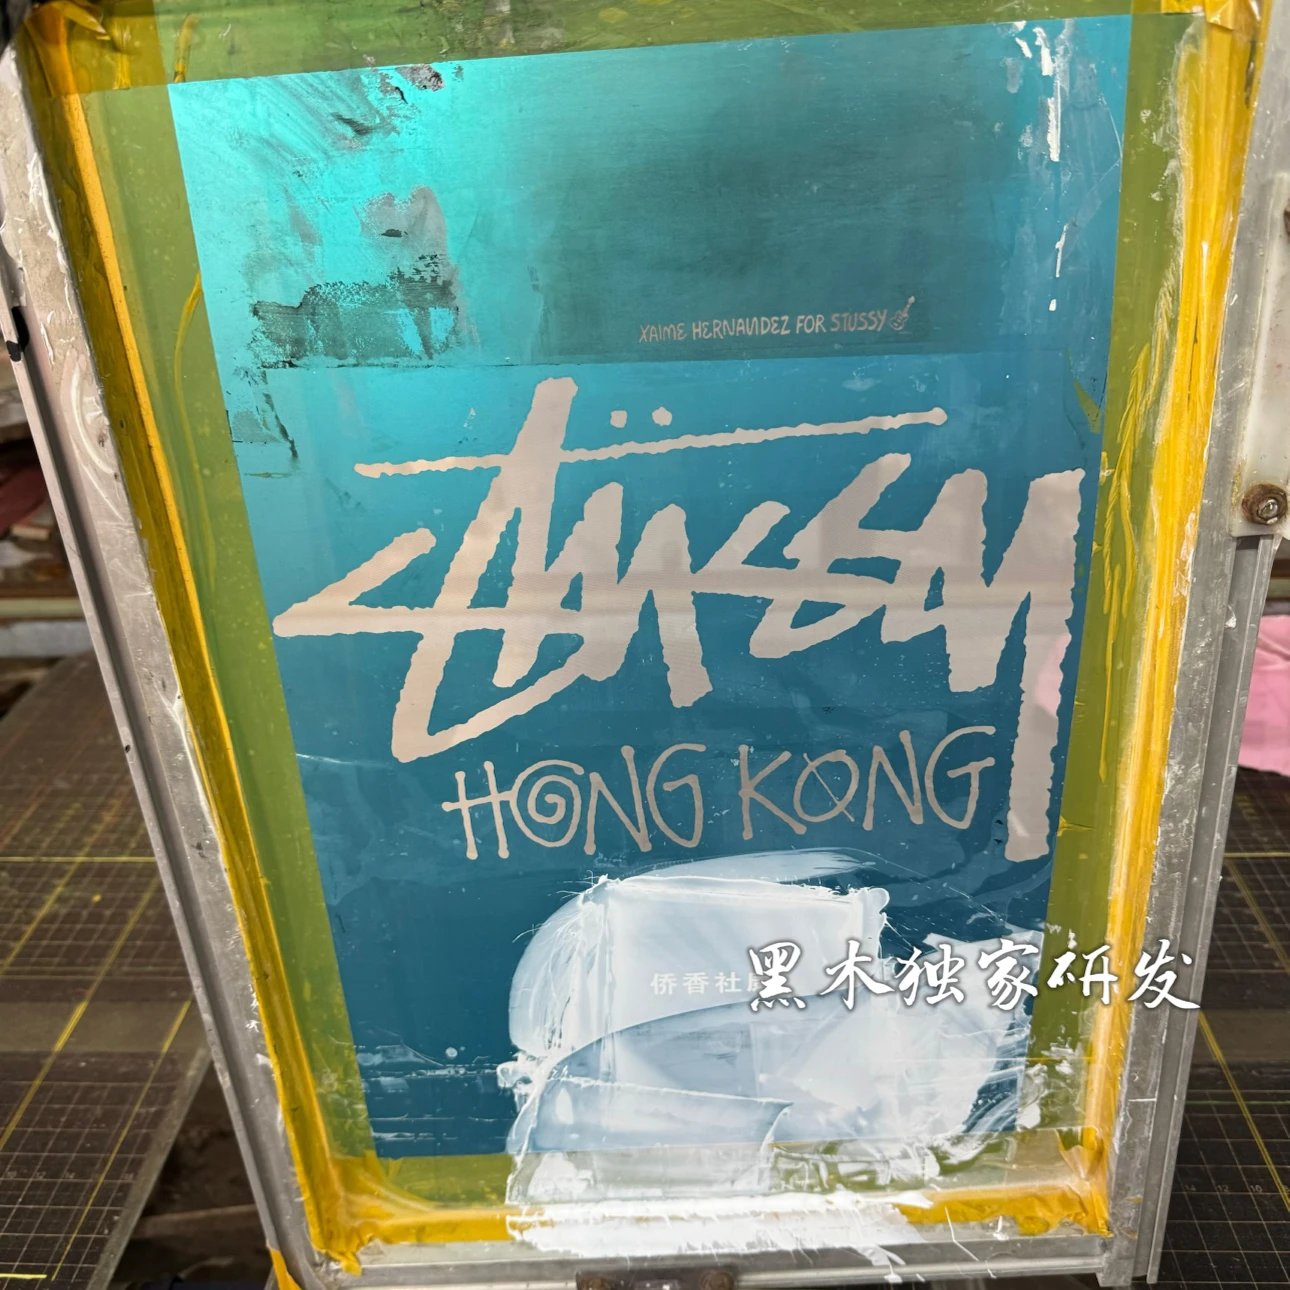 XAIME HERNANDEZ FOR STUSSY
STÜSSY
HONG KONG
侨香社
黑木独家研发